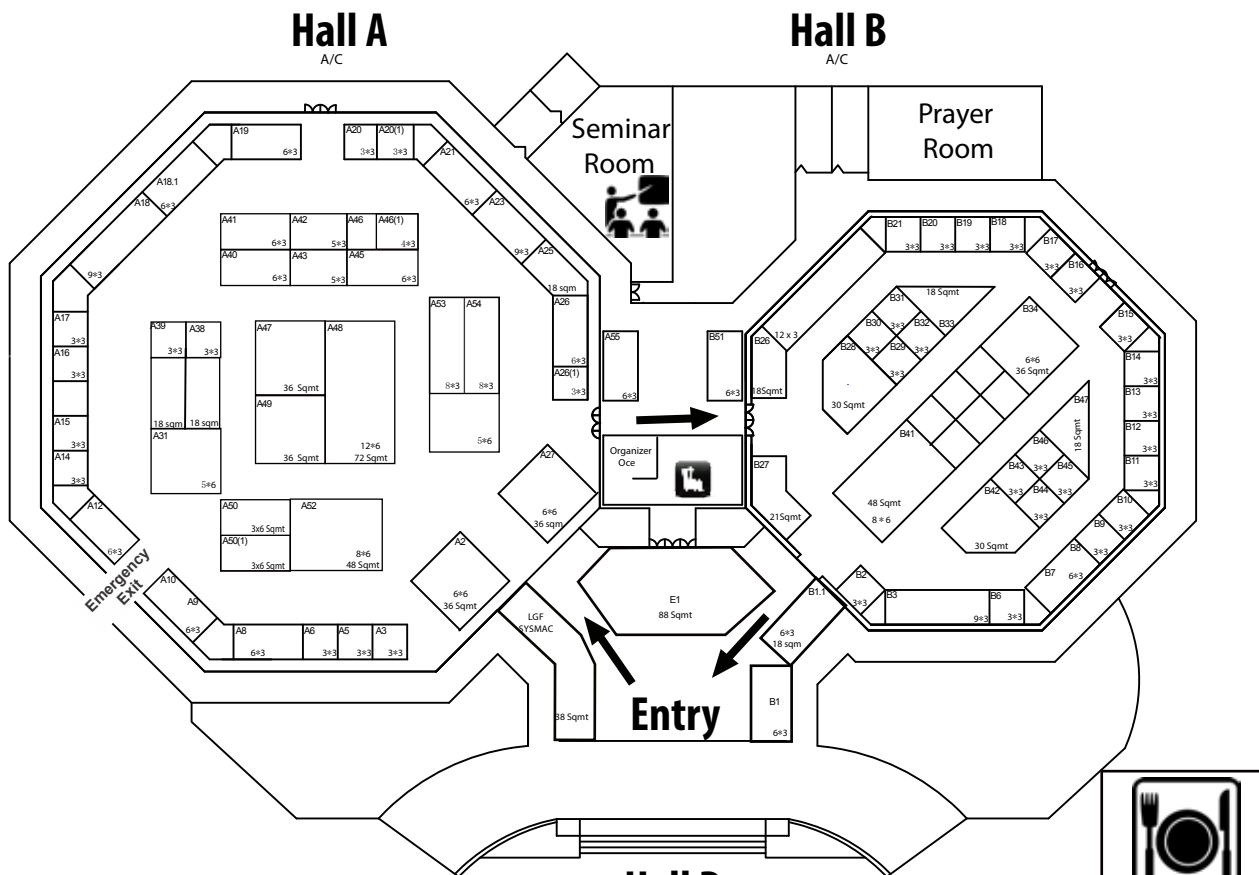 Hall A
A/C
Hall B
A/C
Seminar
Room
Prayer
Room
A19
6*3
A20
3*3
A20(1)
3*3
A21
6*3
A23
9*3
A25
18 sqm
A18.1
6*3
A18
9*3
A41
6*3
A42
5*3
A46
A46(1)
4*3
A40
6*3
A43
5*3
A45
6*3
A26
6*3
A26(1)
3*3
A17
3*3
A16
3*3
A15
3*3
A14
3*3
A12
6*3
A39
3*3
A38
3*3
18 sqm
18 sqm
A31
5*6
A47
36 Sqmt
A48
12*6
72 Sqmt
A49
36 Sqmt
A53
8*3
A54
8*3
5*6
A50
3x6 Sqmt
A50(1)
3x6 Sqmt
A52
8*6
48 Sqmt
A27
6*6
36 sqm
A2
6*6
36 Sqmt
Emergency
Exit
A10
A9
6*3
A8
6*3
A6
3*3
A5
3*3
A3
3*3
A55
6*3
B51
6*3
Organizer
Oce
B21
3*3
B20
3*3
B19
3*3
B18
3*3
B17
3*3
B16
3*3
B15
3*3
B14
3*3
B13
3*3
B12
3*3
B11
3*3
B10
3*3
B9
3*3
B8
6*3
B7
B6
3*3
B3
9*3
B2
3*3
12 x 3
B26
18Sqmt
B27
21Sqmt
B31
3*3
18 Sqmt
B30
3*3
B32
B33
B28
B29
3*3
30 Sqmt
B34
6*6
36 Sqmt
B41
48 Sqmt
8 * 6
B47
18 Sqmt
B46
3*3
B43
3*3
B45
3*3
B42
B44
3*3
30 Sqmt
E1
88 Sqmt
B1.1
6*3
18 sqm
B1
6*3
LGF
SYSMAC
38 Sqmt
Entry